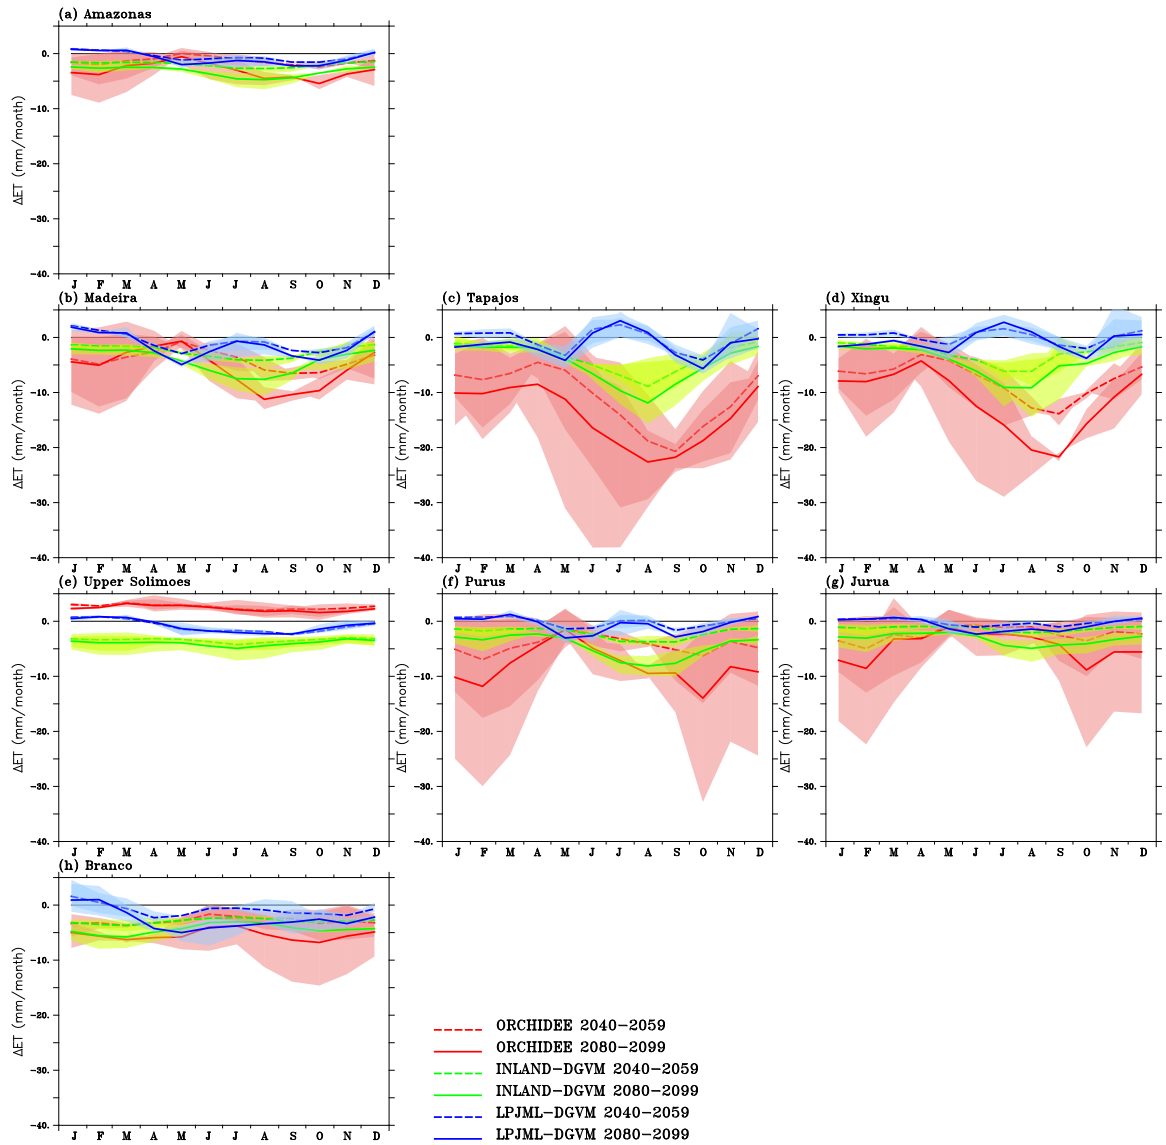 (a) Amazonas
0.
-10.
-20.
-30.
-40.
ΔET (mm/month)
J F M A M J J A S O N D
(b) Madeira
0.
-10.
-20.
-30.
-40.
ΔET (mm/month)
J F M A M J J A S O N D
(c) Tapajos
0.
-10.
-20.
-30.
-40.
ΔET (mm/month)
J F M A M J J A S O N D
(d) Xingu
0.
-10.
-20.
-30.
-40.
ΔET (mm/month)
J F M A M J J A S O N D
(e) Upper Solimoes
0.
-10.
-20.
-30.
-40.
ΔET (mm/month)
J F M A M J J A S O N D
(f) Purus
0.
-10.
-20.
-30.
-40.
ΔET (mm/month)
J F M A M J J A S O N D
(g) Jurua
0.
-10.
-20.
-30.
-40.
ΔET (mm/month)
J F M A M J J A S O N D
(h) Branco
0.
-10.
-20.
-30.
-40.
ΔET (mm/month)
J F M A M J J A S O N D
ORCHIDEE 2040-2059
ORCHIDEE 2080-2099
INLAND-DGVM 2040-2059
INLAND-DGVM 2080-2099
LPJML-DGVM 2040-2059
LPJML-DGVM 2080-2099